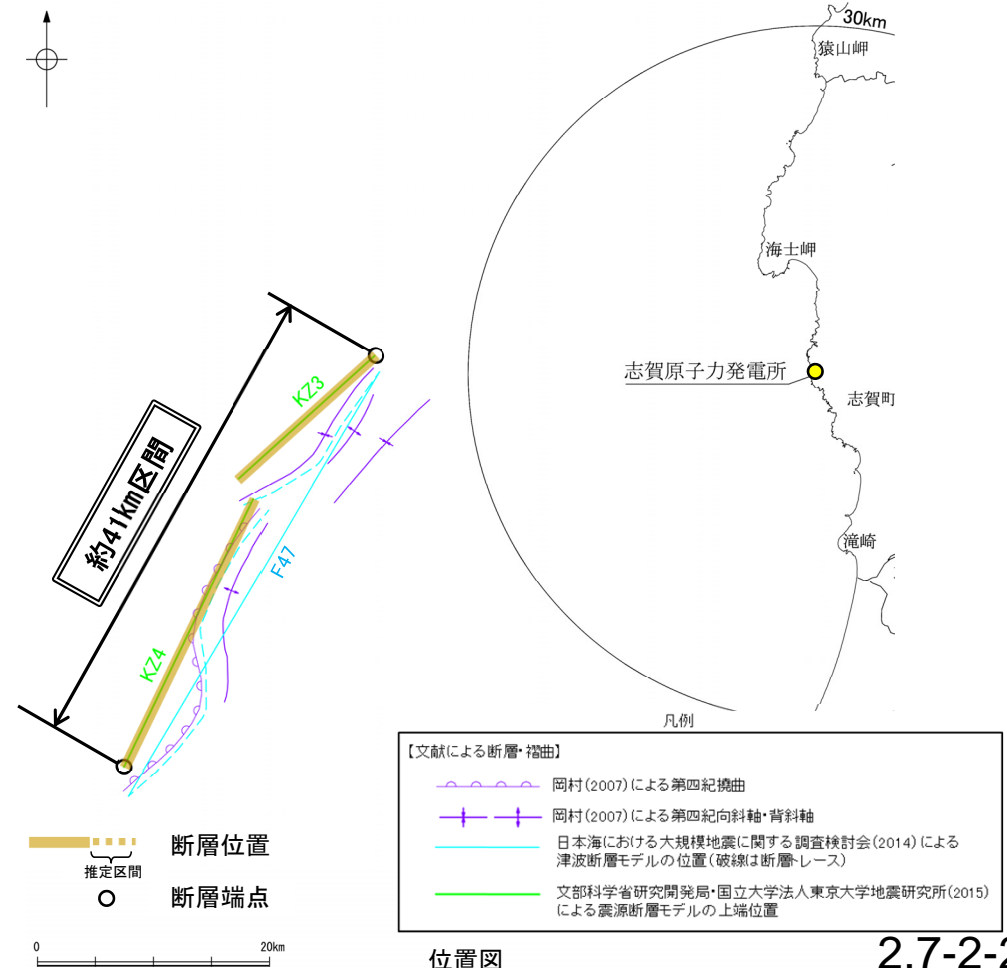 30km
猿山岬
海士岬
志賀原子力発電所
志賀町
滝崎
KZ3
約41km区間
F47
KZ4
凡例
【文献による断層・褶曲】
岡村(2007)による第四紀撓曲
岡村(2007)による第四紀向斜軸・背斜軸
日本海における大規模地震に関する調査検討会(2014)による
津波断層モデルの位置(破線は断層トレース)
文部科学省研究開発局・国立大学法人東京大学地震研究所(2015)
による震源断層モデルの上端位置
断層位置
推定区間
断層端点
0 20km
位置図
2.7-2-2